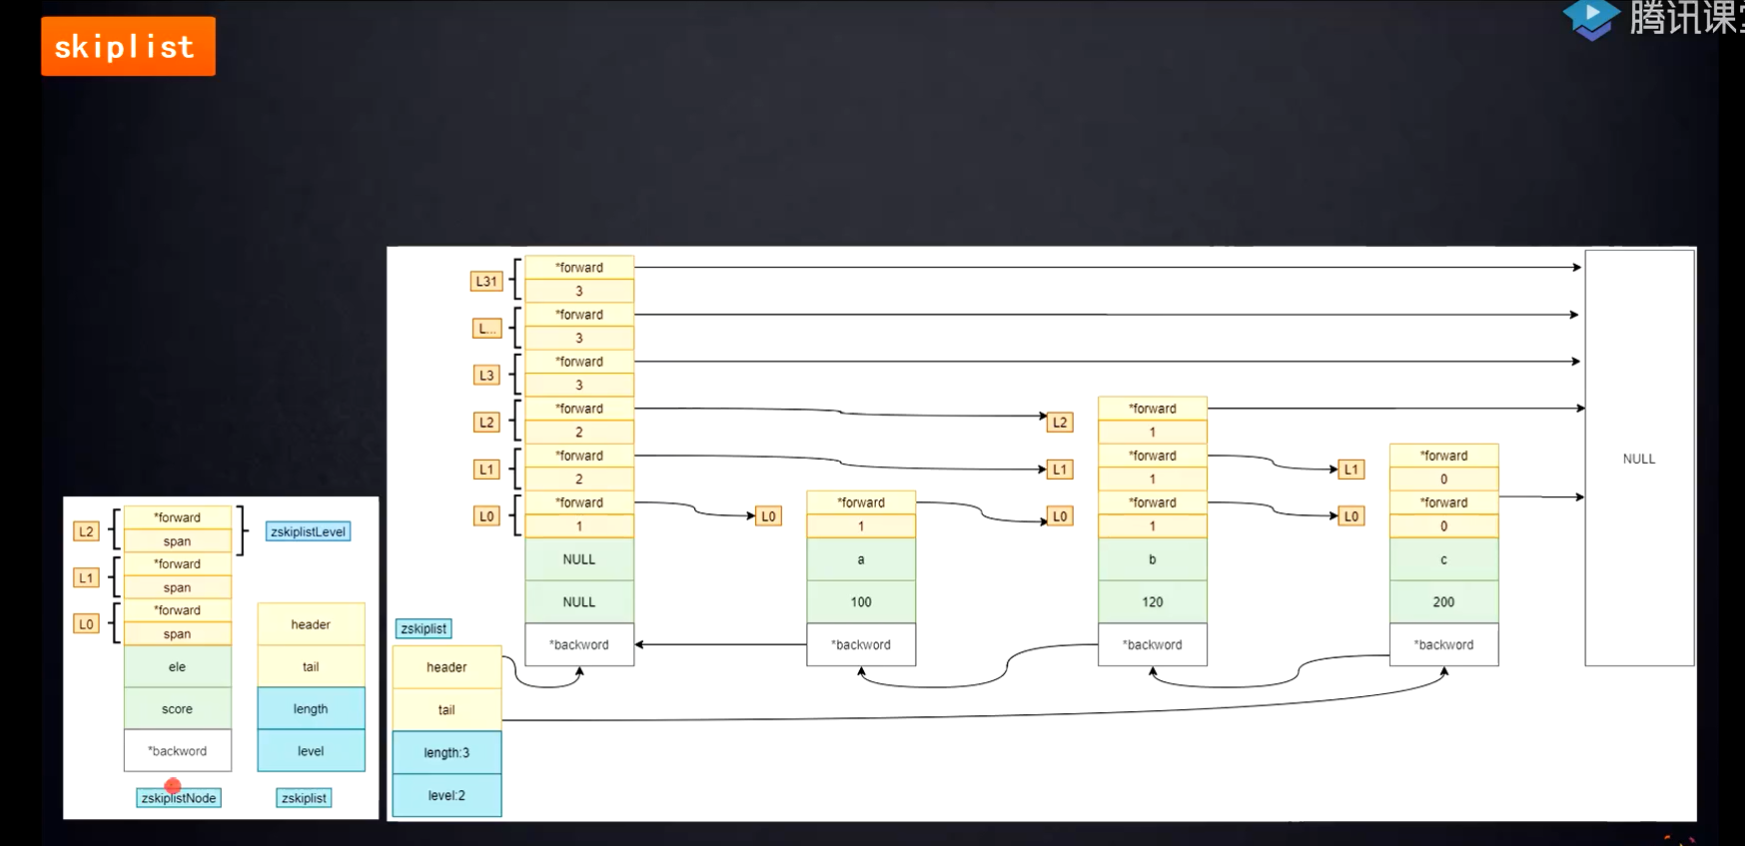 skiplist
腾讯课堂
L31
*forward
3
L...
*forward
3
L3
*forward
3
L2
*forward
2
L2
*forward
1
L1
*forward
2
L1
*forward
1
L1
*forward
0
L0
*forward
1
L0
*forward
1
L0
*forward
1
L0
*forward
0
NULL
a
b
c
NULL
100
120
200
*backword
*backword
*backword
*backword
NULL
zskiplist
header
tail
length:3
level:2
L2
*forward
span
zskiplistLevel
L1
*forward
span
L0
*forward
span
ele
score
*backword
zskiplistNode
header
tail
length
level
zskiplist